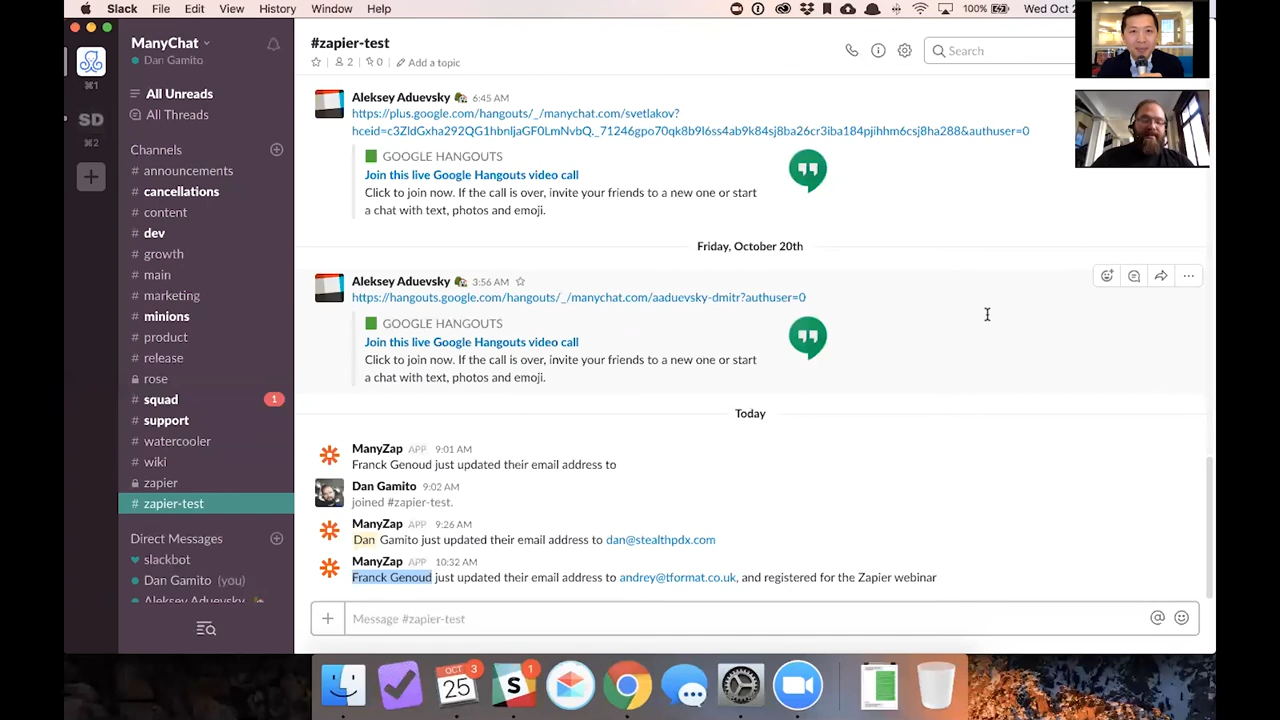 Slack File Edit View History Window Help
100% Wed Oct 2
ManyChat
Dan Gamito
⌘1
SD
⌘2
All Unreads
All Threads
Channels
# announcements
# cancellations
# content
# dev
# growth
# main
# marketing
# minions
# product
# release
rose
# squad 1
# support
# watercooler
# wiki
zapier
# zapier-test
Direct Messages
slackbot
Dan Gamito (you)
Aleksey Aduevsky
#zapier-test
2 0 Add a topic
Search
Aleksey Aduevsky 6:45 AM
https://plus.google.com/hangouts/_/manychat.com/svetlakov?
hceid=c3ZldGxha292QG1hbnljaGF0LmNvbQ._71246gpo70qk8b9l6ss4ab9k84sj8ba26cr3iba184pjihhm6csj8ha288&authuser=0
GOOGLE HANGOUTS
Join this live Google Hangouts video call
Click to join now. If the call is over, invite your friends to a new one or start
a chat with text, photos and emoji.
Friday, October 20th
Aleksey Aduevsky 3:56 AM
https://hangouts.google.com/hangouts/_/manychat.com/aaduevsky-dmitr?authuser=0
GOOGLE HANGOUTS
Join this live Google Hangouts video call
Click to join now. If the call is over, invite your friends to a new one or start
a chat with text, photos and emoji.
Today
ManyZap APP 9:01 AM
Franck Genoud just updated their email address to
Dan Gamito 9:02 AM
joined #zapier-test.
ManyZap APP 9:26 AM
Dan Gamito just updated their email address to dan@stealthpdx.com
ManyZap APP 10:32 AM
Franck Genoud just updated their email address to andrey@tformat.co.uk, and registered for the Zapier webinar
Message #zapier-test
OCT 3
25
S 1